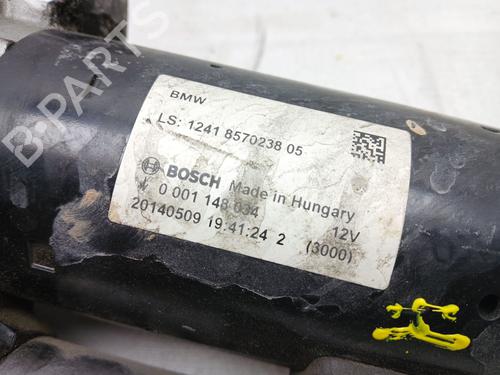 B-PARTS
BMW
LS: 1241 8570238 05
BOSCH Made in Hungary
0 001 148 034 12V
20140509 19:41:24 2 (3000)